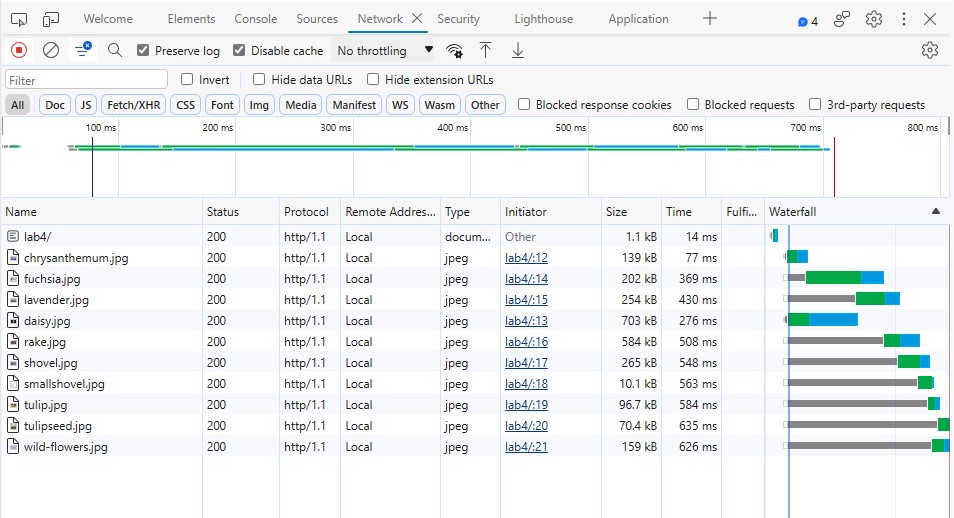 Welcome Elements Console Sources Network Security Lighthouse Application 4
Preserve log Disable cache No throttling
Filter Invert Hide data URLs Hide extension URLs
All Doc JS Fetch/XHR CSS Font Img Media Manifest WS Wasm Other Blocked response cookies Blocked requests 3rd-party requests
100 ms 200 ms 300 ms 400 ms 500 ms 600 ms 700 ms 800 ms
Name Status Protocol Remote Addres... Type Initiator Size Time Fulfi... Waterfall
lab4/ 200 http/1.1 Local docum... Other 1.1 kB 14 ms
chrysanthemum.jpg 200 http/1.1 Local jpeg lab4/:12 139 kB 77 ms
fuchsia.jpg 200 http/1.1 Local jpeg lab4/:14 202 kB 369 ms
lavender.jpg 200 http/1.1 Local jpeg lab4/:15 254 kB 430 ms
daisy.jpg 200 http/1.1 Local jpeg lab4/:13 703 kB 276 ms
rake.jpg 200 http/1.1 Local jpeg lab4/:16 584 kB 508 ms
shovel.jpg 200 http/1.1 Local jpeg lab4/:17 265 kB 548 ms
smallshovel.jpg 200 http/1.1 Local jpeg lab4/:18 10.1 kB 563 ms
tulip.jpg 200 http/1.1 Local jpeg lab4/:19 96.7 kB 584 ms
tulipseed.jpg 200 http/1.1 Local jpeg lab4/:20 70.4 kB 635 ms
wild-flowers.jpg 200 http/1.1 Local jpeg lab4/:21 159 kB 626 ms